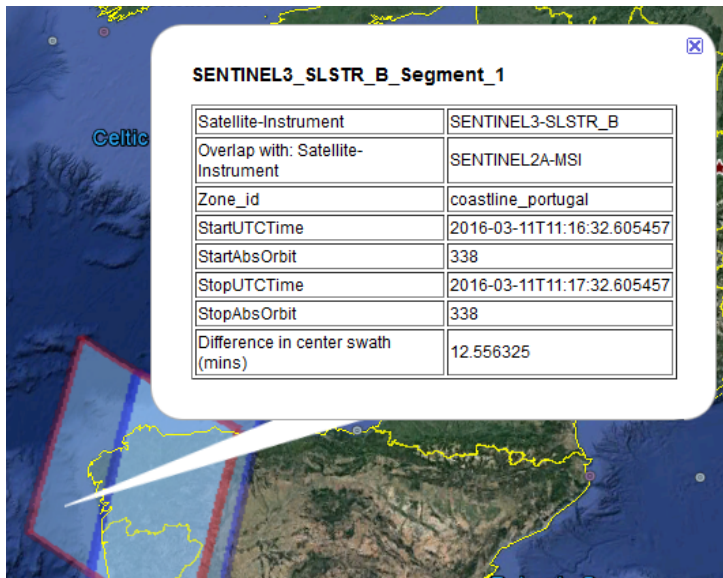 SENTINEL3_SLSTR_B_Segment_1
Satellite-Instrument SENTINEL3-SLSTR_B
Overlap with: Satellite-
Instrument SENTINEL2A-MSI
Zone_id coastline_portugal
StartUTCTime 2016-03-11T11:16:32.605457
StartAbsOrbit 338
StopUTCTime 2016-03-11T11:17:32.605457
StopAbsOrbit 338
Difference in center swath
(mins) 12.556325
Celtic